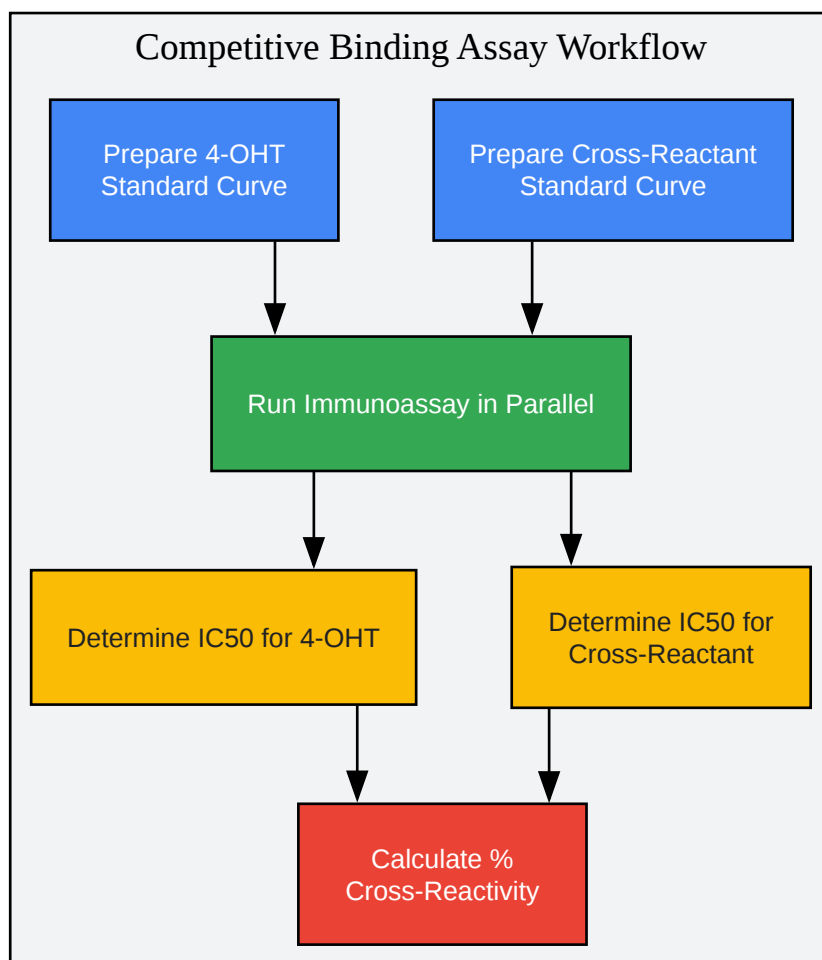 Competitive Binding Assay Workflow
Prepare 4-OHT
Standard Curve
Prepare Cross-Reactant
Standard Curve
Run Immunoassay in Parallel
Determine IC50 for 4-OHT
Determine IC50 for
Cross-Reactant
Calculate %
Cross-Reactivity